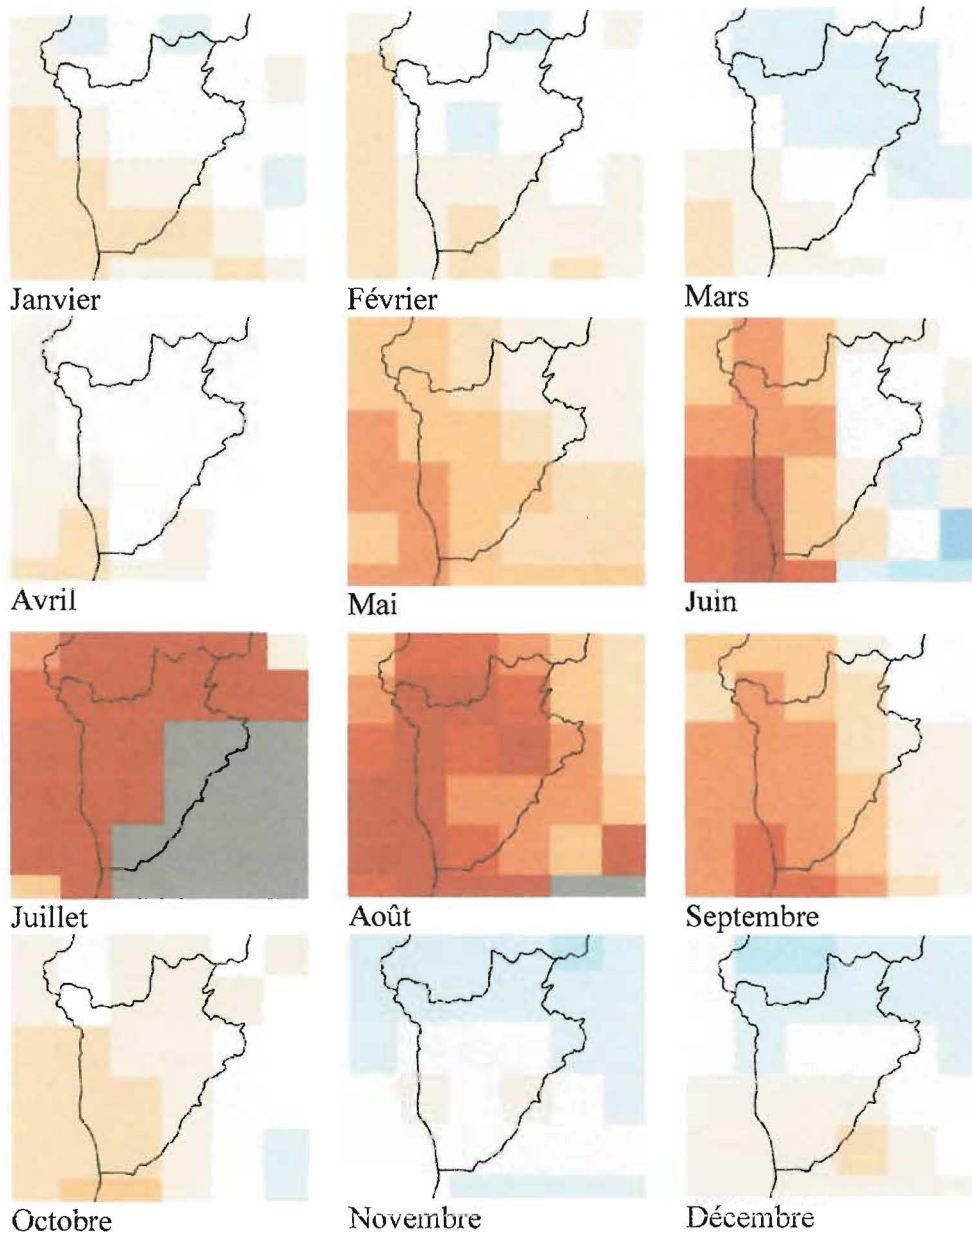 Janvier
Février
Mars
Avril
Mai
Juin
Juillet
Août
Septembre
Octobre
Novembre
Décembre